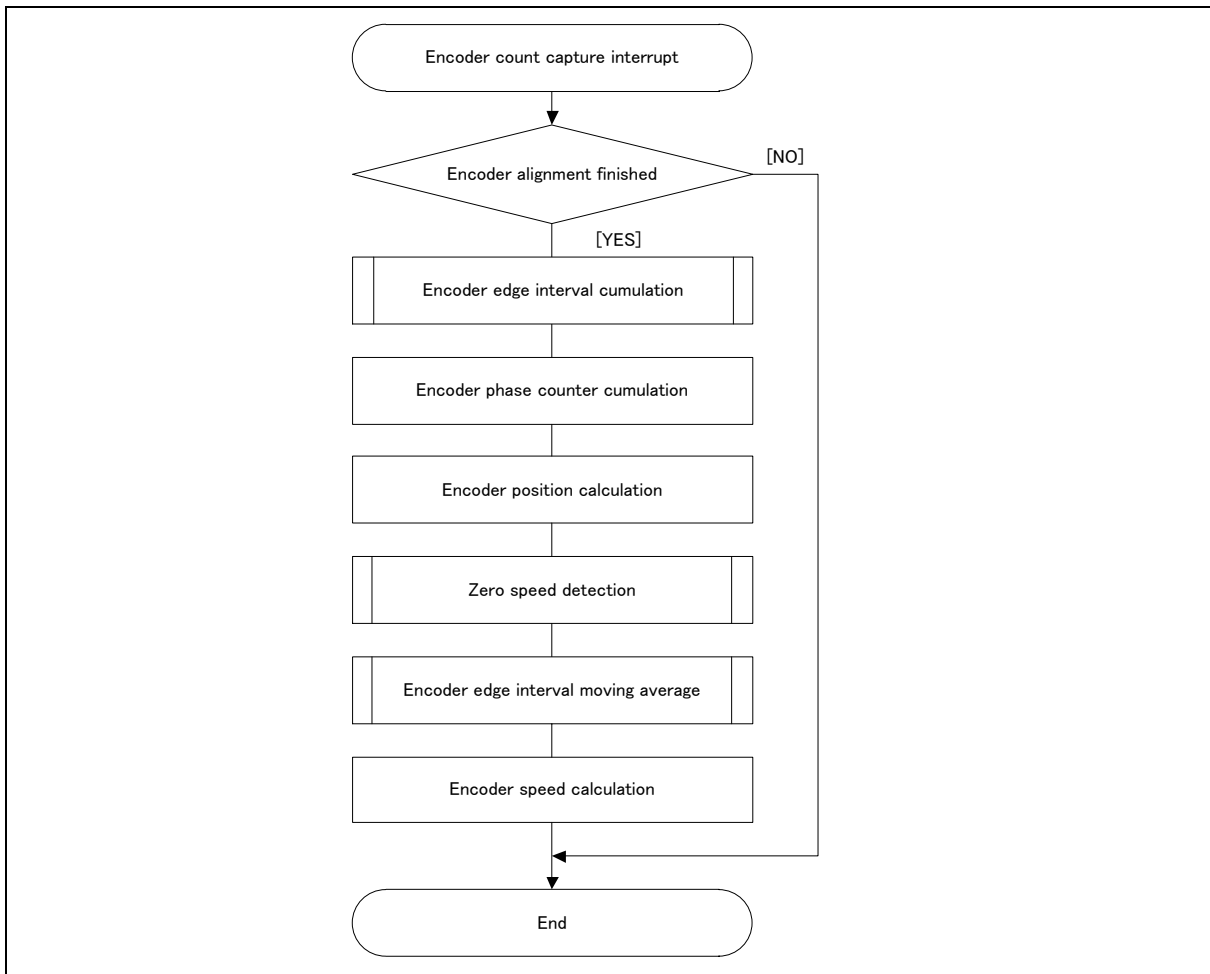 Encoder count capture interrupt
Encoder alignment finished
[NO]
[YES]
Encoder edge interval cumulation
Encoder phase counter cumulation
Encoder position calculation
Zero speed detection
Encoder edge interval moving average
Encoder speed calculation
End